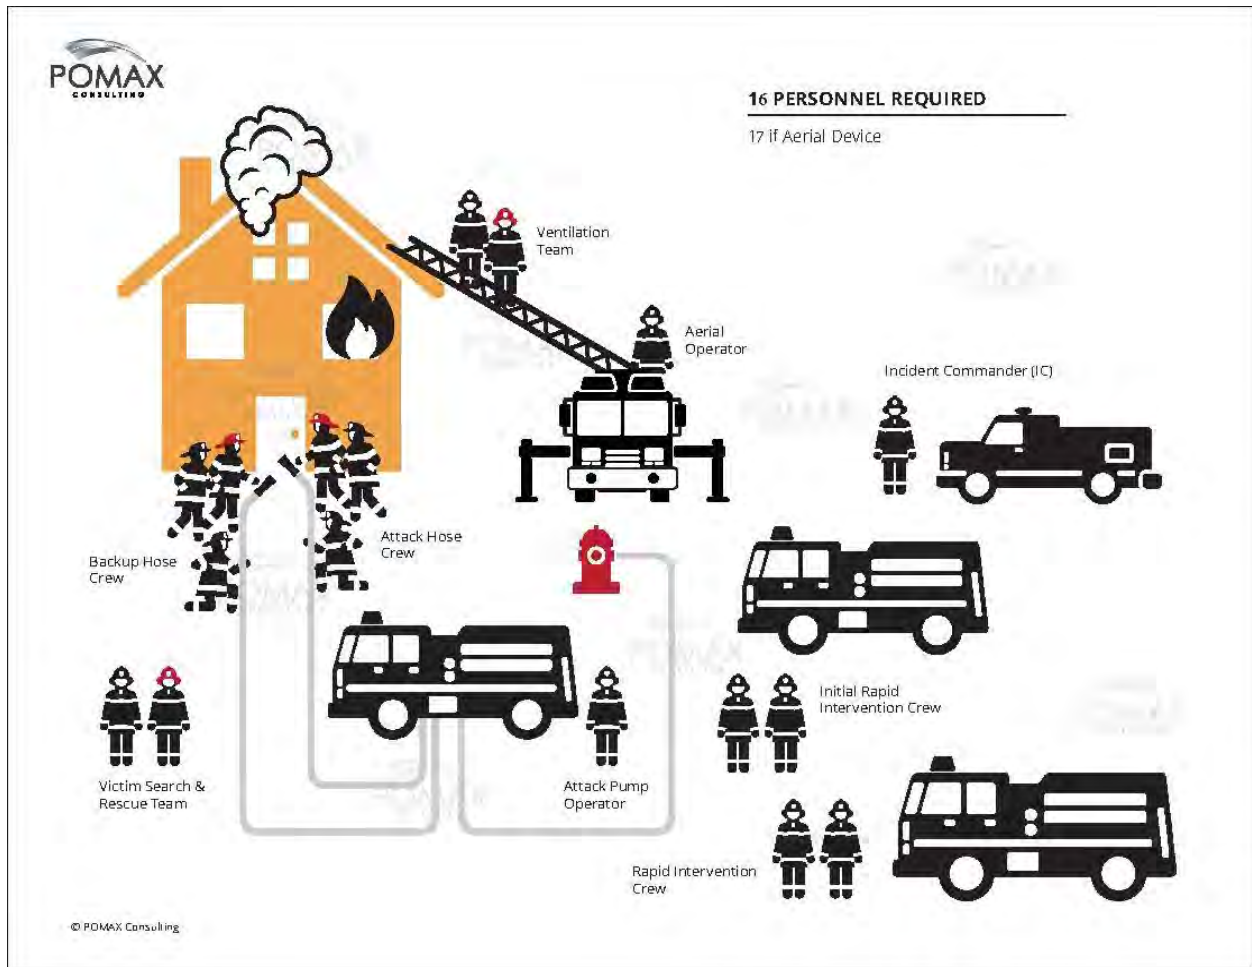 POMAX
CONSULTING
16 PERSONNEL REQUIRED
17 if Aerial Device
Ventilation
Team
Aerial
Operator
Incident Commander (IC)
Attack Hose
Crew
Backup Hose
Crew
Initial Rapid
Intervention Crew
Victim Search &
Rescue Team
Attack Pump
Operator
Rapid Intervention
Crew
© POMAX Consulting